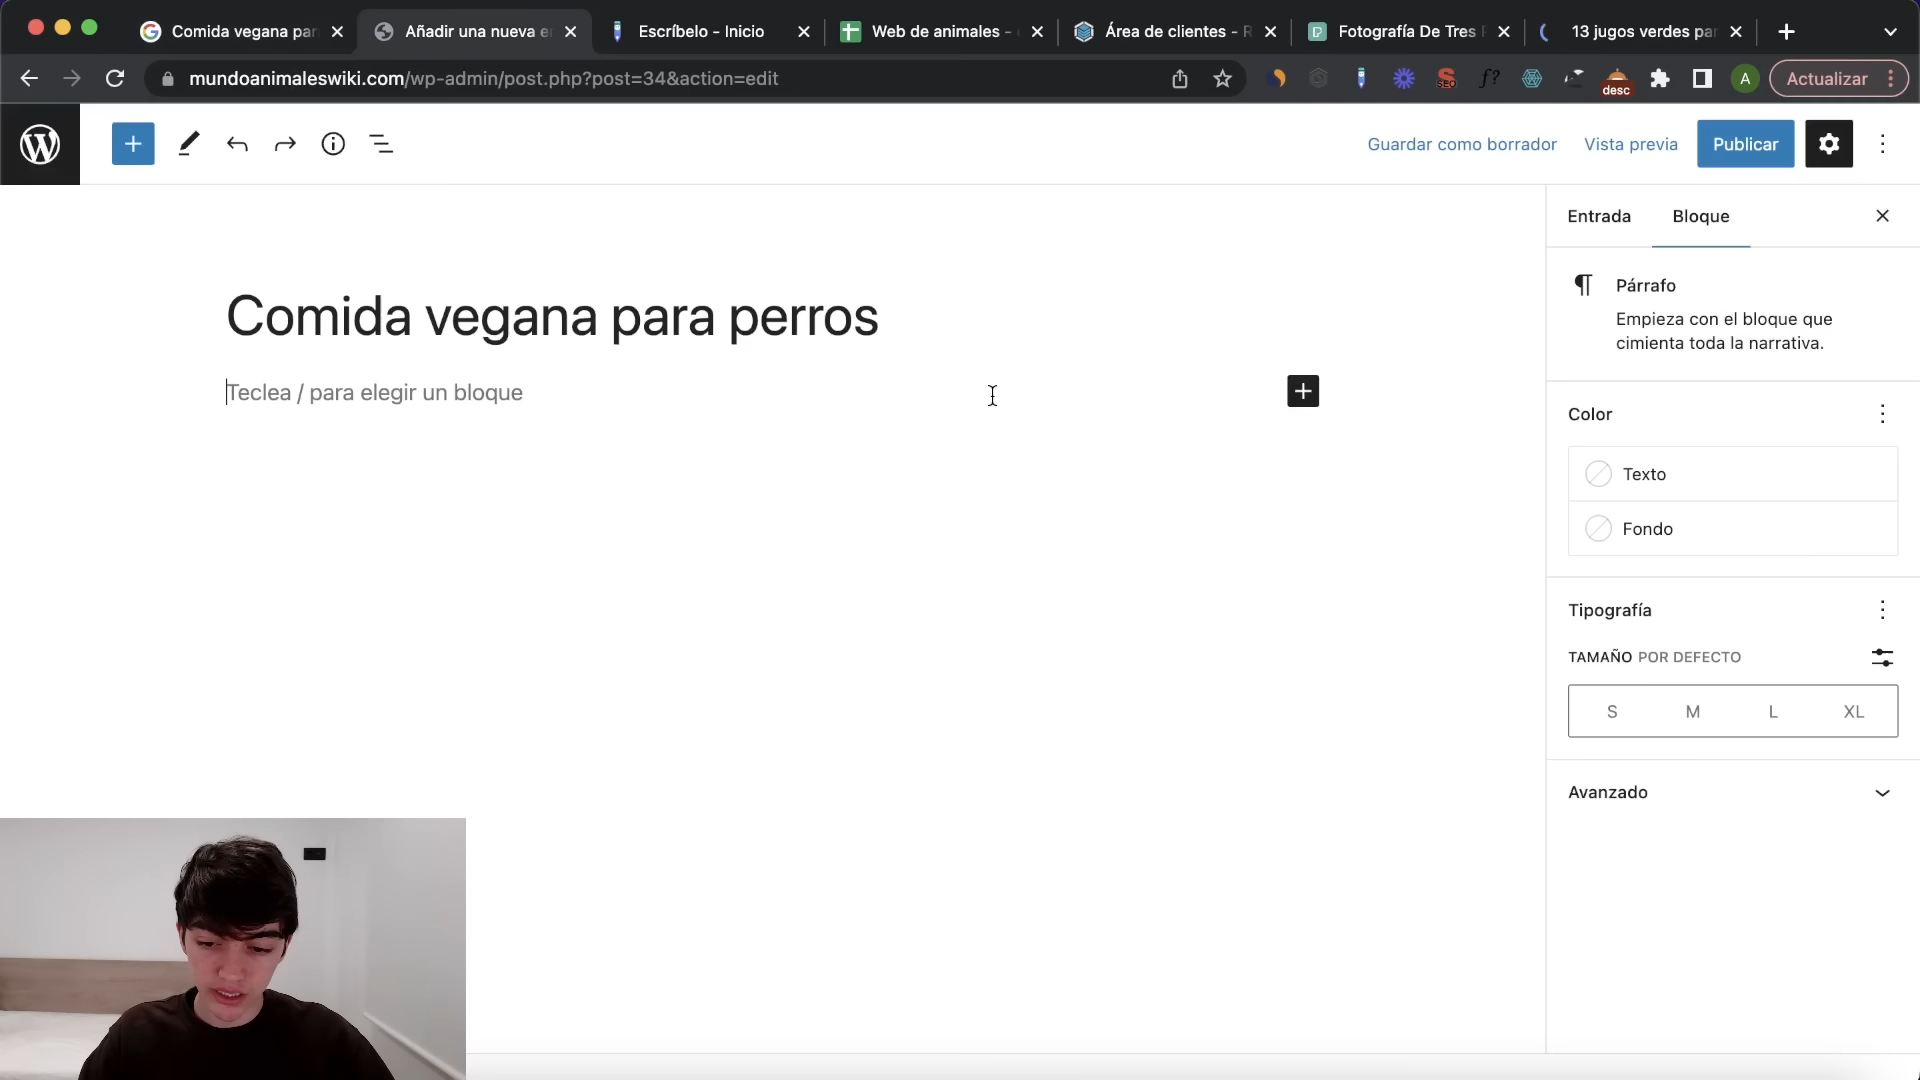 Comida vegana par
Añadir una nueva e
Escríbelo - Inicio
Web de animales -
Área de clientes - R
Fotografía De Tres P
13 jugos verdes pa
mundoanimaleswiki.com/wp-admin/post.php?post=34&action=edit
SEO
f?
desc
A
Actualizar
Guardar como borrador
Vista previa
Publicar
Entrada
Bloque
Párrafo
Empieza con el bloque que
cimienta toda la narrativa.
Comida vegana para perros
Teclea / para elegir un bloque
Color
Texto
Fondo
Tipografía
TAMAÑO POR DEFECTO
S M L XL
Avanzado